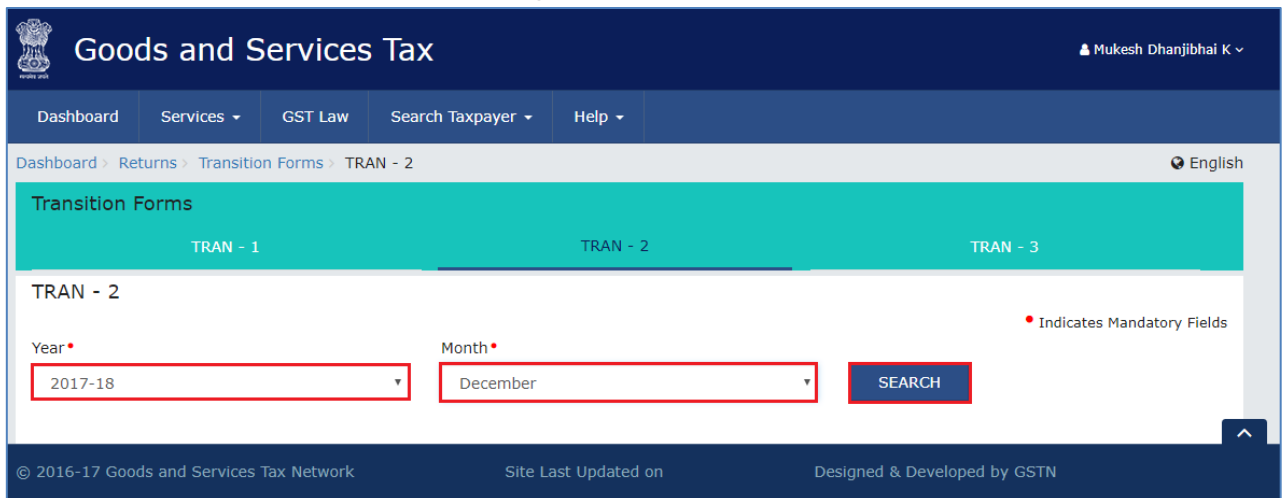 Goods and Services Tax
Mukesh Dhanjibhai K
Dashboard Services GST Law Search Taxpayer Help
Dashboard > Returns > Transition Forms > TRAN - 2 English
Transition Forms
TRAN - 1 TRAN - 2 TRAN - 3
TRAN - 2
• Indicates Mandatory Fields
Year• Month•
2017-18 December SEARCH
© 2016-17 Goods and Services Tax Network Site Last Updated on Designed & Developed by GSTN